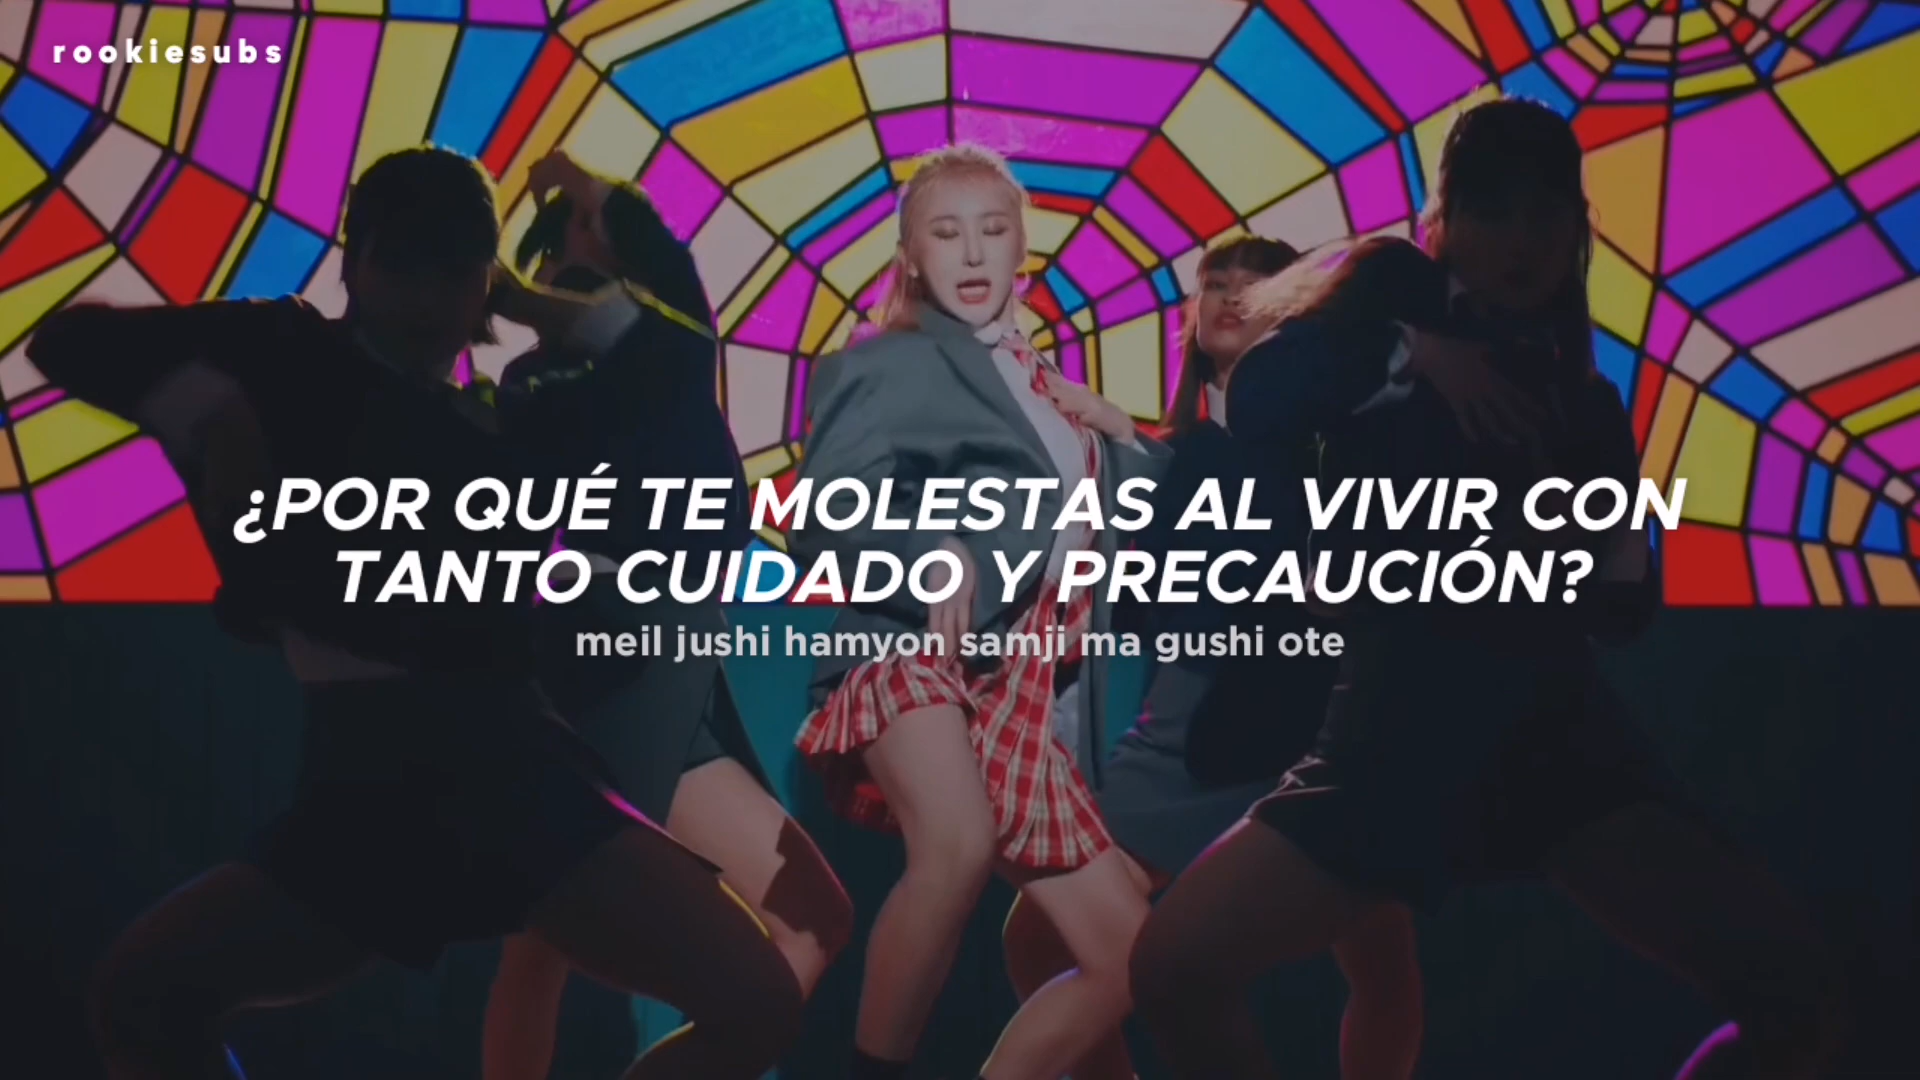 rookiesubs
¿POR QUÉ TE MOLESTAS AL VIVIR CON
TANTO CUIDADO Y PRECAUCIÓN?
meil jushi hamyon samji ma gushi ote